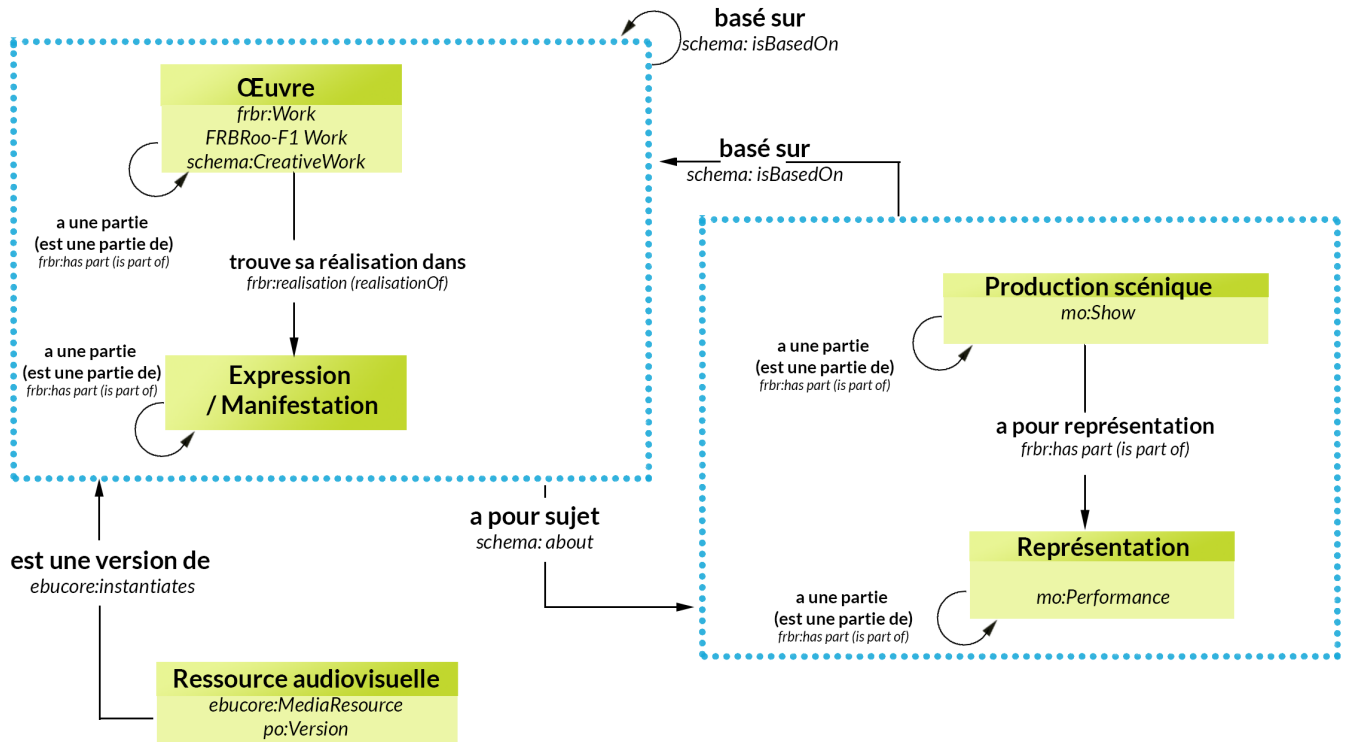 basé sur
schema: isBasedOn
Œuvre
frbr:Work
FRBRoo-F1 Work
schema:CreativeWork
a une partie
(est une partie de)
frbr:has part (is part of)
trouve sa réalisation dans
frbr:realisation (realisationOf)
a une partie
(est une partie de)
frbr:has part (is part of)
Expression
/ Manifestation
basé sur
schema: isBasedOn
Production scénique
mo:Show
a une partie
(est une partie de)
frbr:has part (is part of)
a pour représentation
frbr:has part (is part of)
Représentation
mo:Performance
a une partie
(est une partie de)
frbr:has part (is part of)
a pour sujet
schema: about
est une version de
ebucore:instantiates
Ressource audiovisuelle
ebucore:MediaResource
po:Version